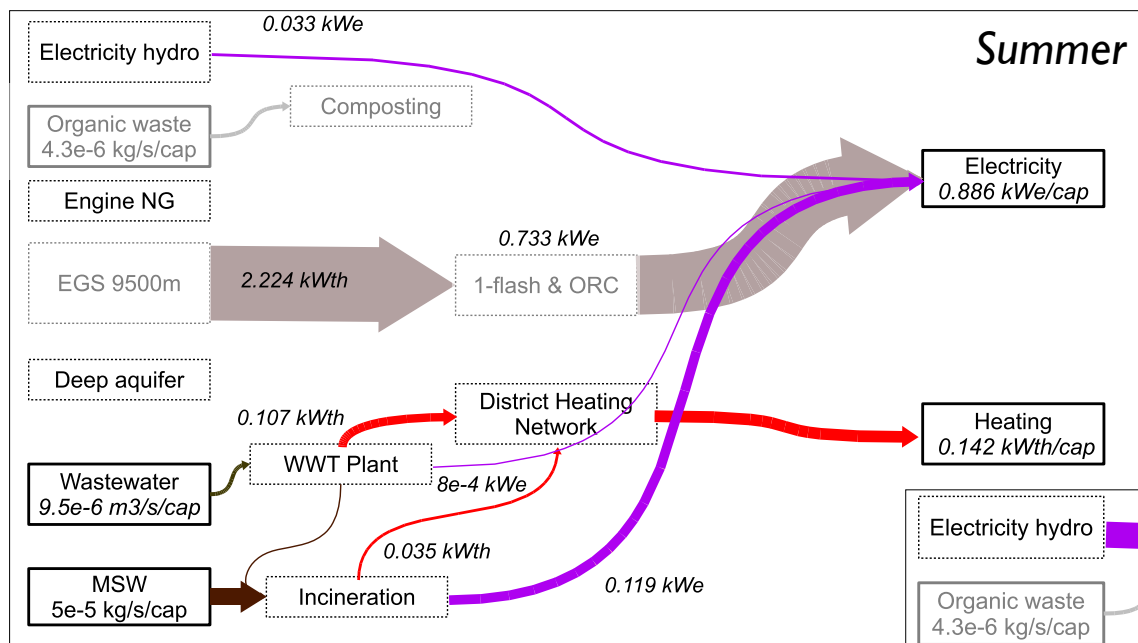 0.033 kWe
Summer
Electricity hydro
Composting
Organic waste
4.3e-6 kg/s/cap
Electricity
0.886 kWe/cap
Engine NG
0.733 kWe
EGS 9500m
2.224 kWth
1-flash & ORC
Deep aquifer
0.107 kWth
District Heating
Network
Heating
0.142 kWth/cap
WWT Plant
Wastewater
9.5e-6 m3/s/cap
8e-4 kWe
Electricity hydro
0.035 kWth
MSW
5e-5 kg/s/cap
Incineration
0.119 kWe
Organic waste
4.3e-6 kg/s/cap